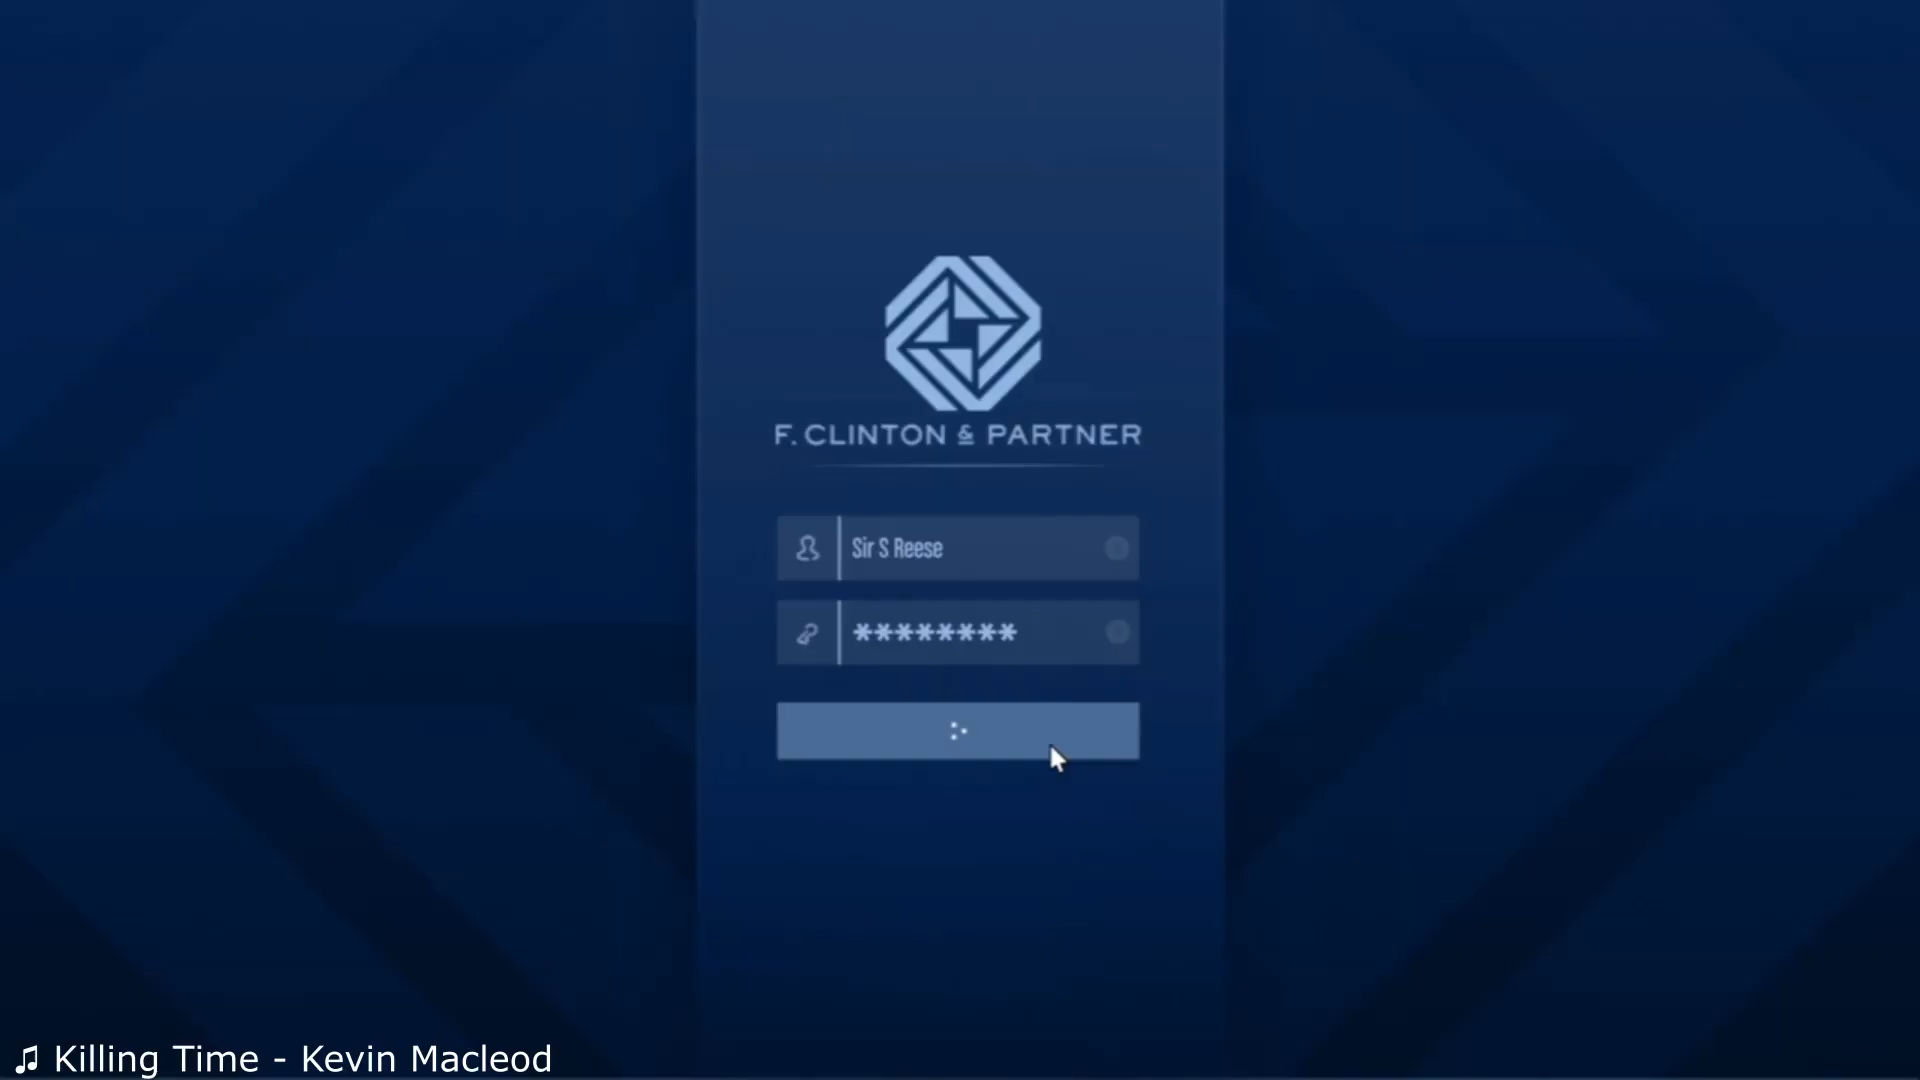 F. CLINTON & PARTNER
Sir S Reese
********
♫ Killing Time - Kevin Macleod